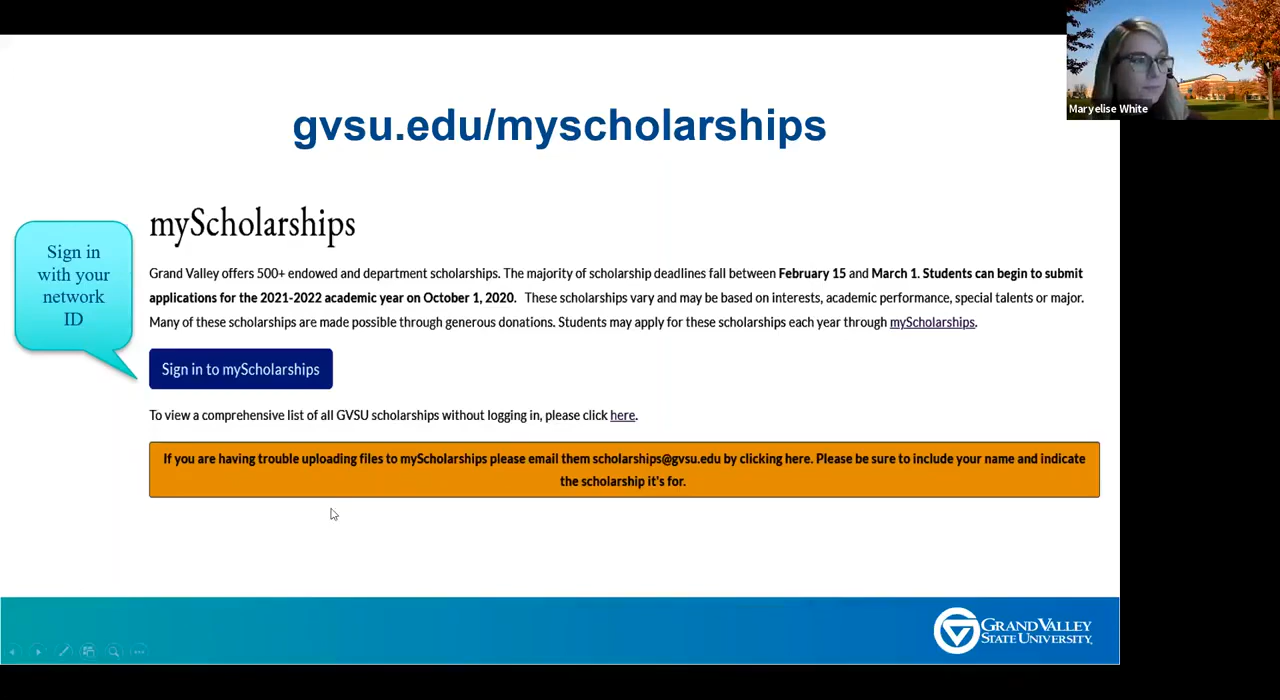 Maryelise White
gvsu.edu/myscholarships
myScholarships
Sign in
with your
network
ID
Grand Valley offers 500+ endowed and department scholarships. The majority of scholarship deadlines fall between February 15 and March 1. Students can begin to submit
applications for the 2021-2022 academic year on October 1, 2020. These scholarships vary and may be based on interests, academic performance, special talents or major.
Many of these scholarships are made possible through generous donations. Students may apply for these scholarships each year through myScholarships.
Sign in to myScholarships
To view a comprehensive list of all GVSU scholarships without logging in, please click here.
If you are having trouble uploading files to myScholarships please email them scholarships@gvsu.edu by clicking here. Please be sure to include your name and indicate
the scholarship it's for.
GRAND VALLEY
STATE UNIVERSITY